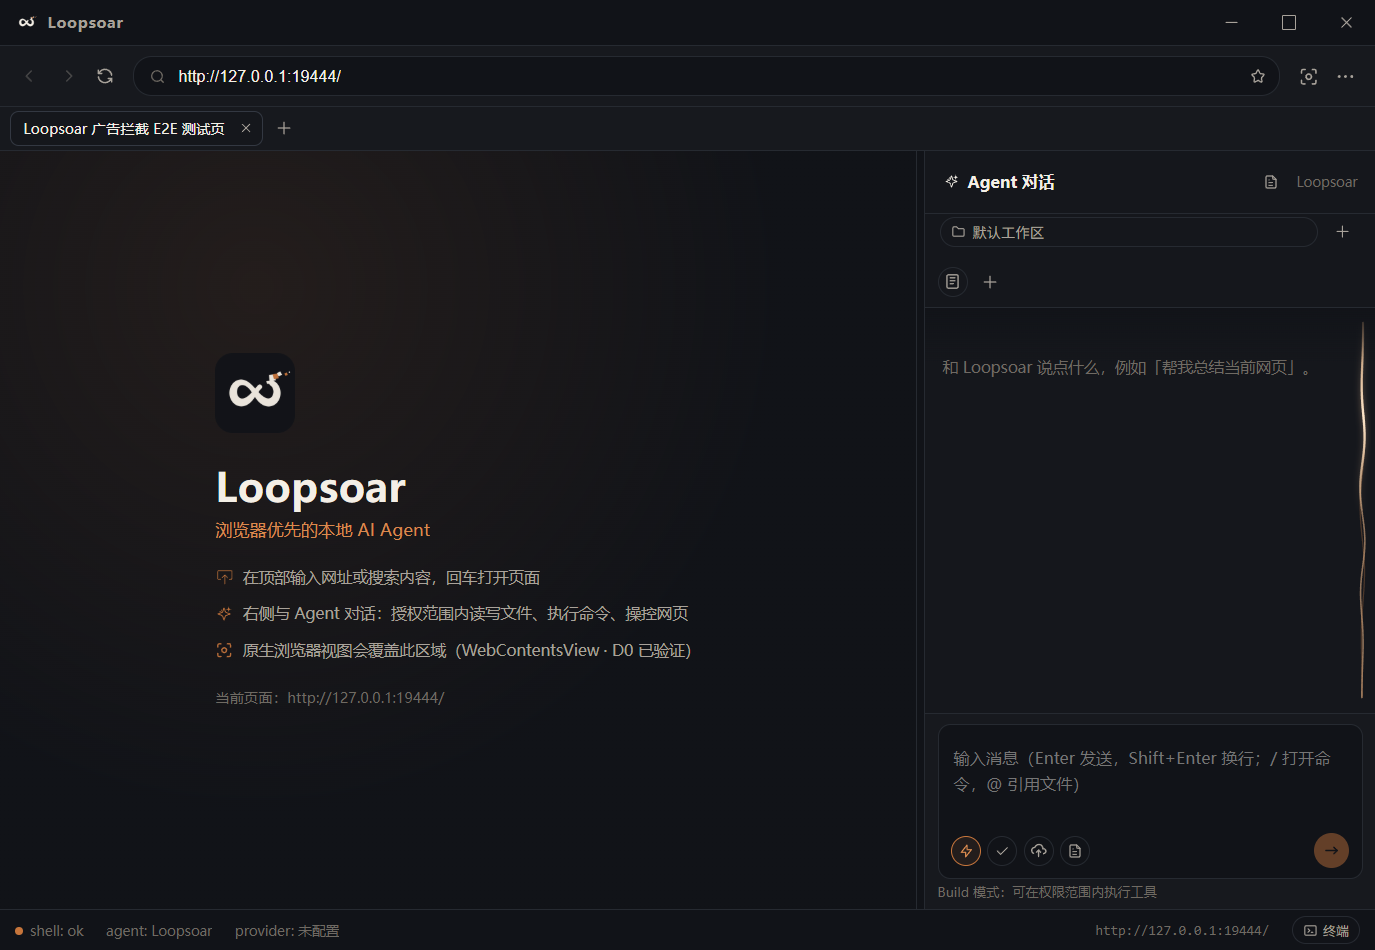 Loopsoar
http://127.0.0.1:19444/
Loopsoar 广告拦截 E2E 测试页
Loopsoar
浏览器优先的本地 AI Agent
在顶部输入网址或搜索内容，回车打开页面
右侧与 Agent 对话：授权范围内读写文件、执行命令、操控网页
原生浏览器视图会覆盖此区域（WebContentsView · D0 已验证）
当前页面：http://127.0.0.1:19444/
Agent 对话
Loopsoar
默认工作区
和 Loopsoar 说点什么，例如「帮我总结当前网页」。
输入消息（Enter 发送，Shift+Enter 换行；/ 打开命
令，@ 引用文件）
Build 模式：可在权限范围内执行工具
shell: ok
agent: Loopsoar
provider: 未配置
http://127.0.0.1:19444/
终端